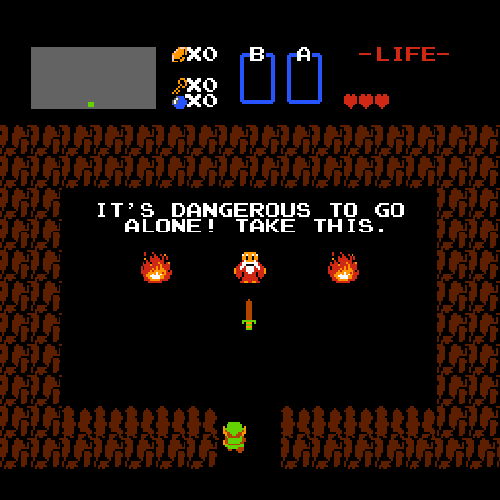 X0
X0
X0
B
A
-LIFE-
IT'S DANGEROUS TO GO
ALONE! TAKE THIS.